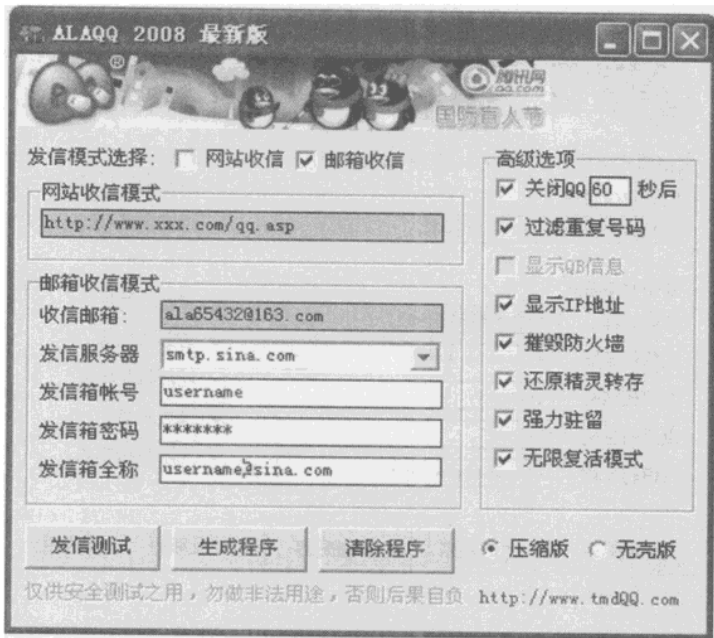 ALAQQ 2008 最新版
腾讯网
QQ.com
国际盲人节
发信模式选择: 网站收信 邮箱收信
网站收信模式
http://www.xxx.com/qq.asp
邮箱收信模式
收信邮箱: ala65432@163.com
发信服务器 smtp.sina.com
发信箱帐号 username
发信箱密码 *******
发信箱全称 username@sina.com
高级选项
关闭QQ 60 秒后
过滤重复号码
显示QB信息
显示IP地址
摧毁防火墙
还原精灵转存
强力驻留
无限复活模式
发信测试 生成程序 清除程序 压缩版 无壳版
仅供安全测试之用，勿做非法用途，否则后果自负 http://www.tmdQQ.com